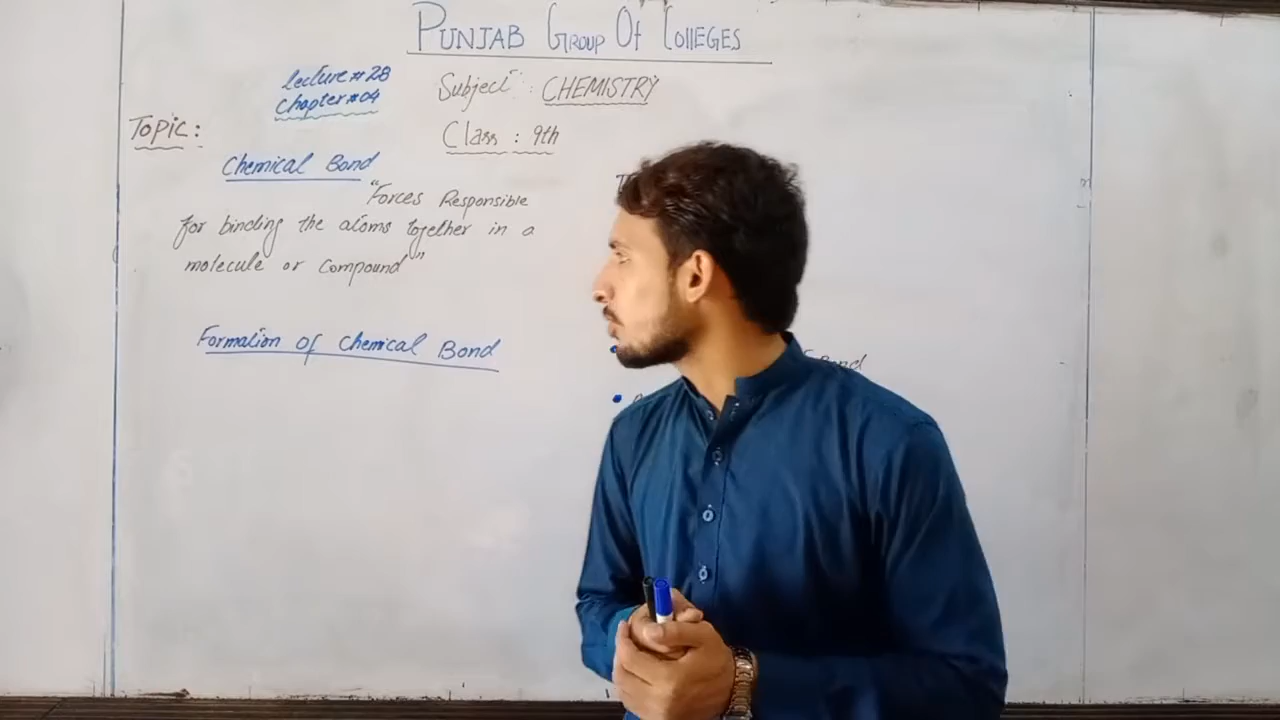 PUNJAB GROUP OF COllEGES
lecture # 28
Chapter # 04
Subject : CHEMISTRY
Class : 9th
TOPIC :
Chemical Bond
"Forces Responsible
for binding the atoms together in a
molecule or Compound"
Formation of Chemical Bond
Bond